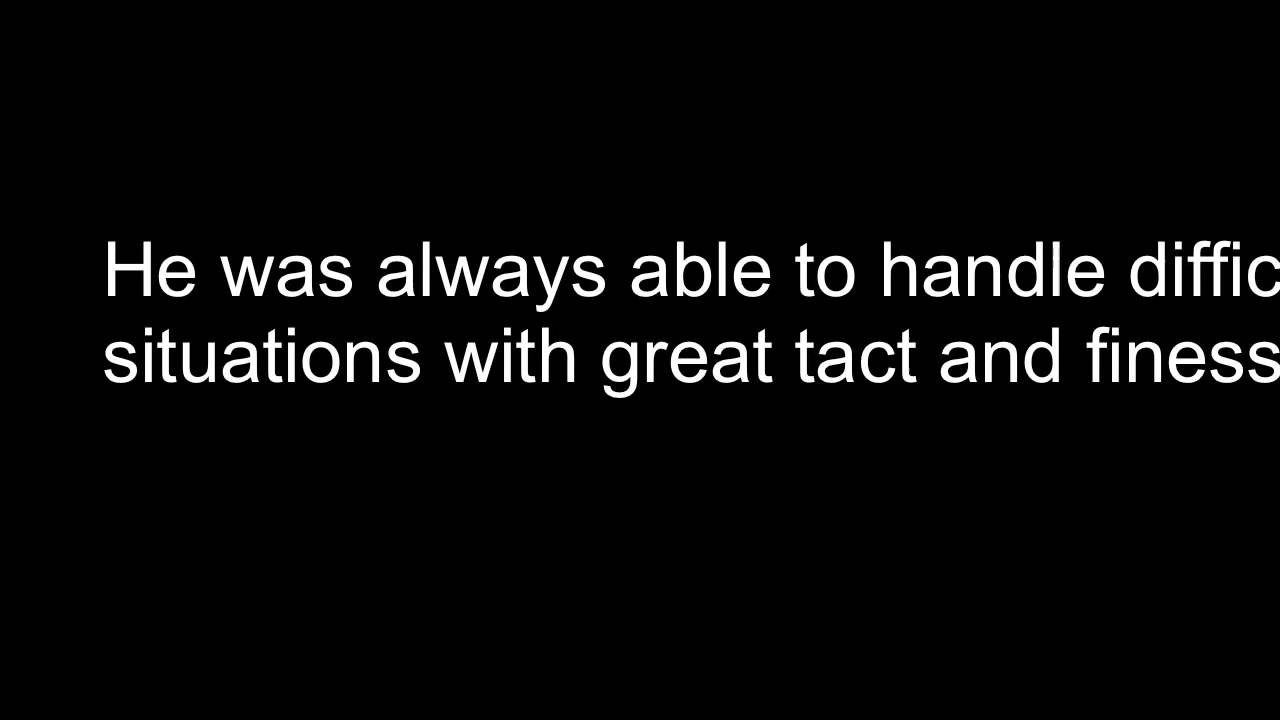 He was always able to handle diffic
situations with great tact and finess